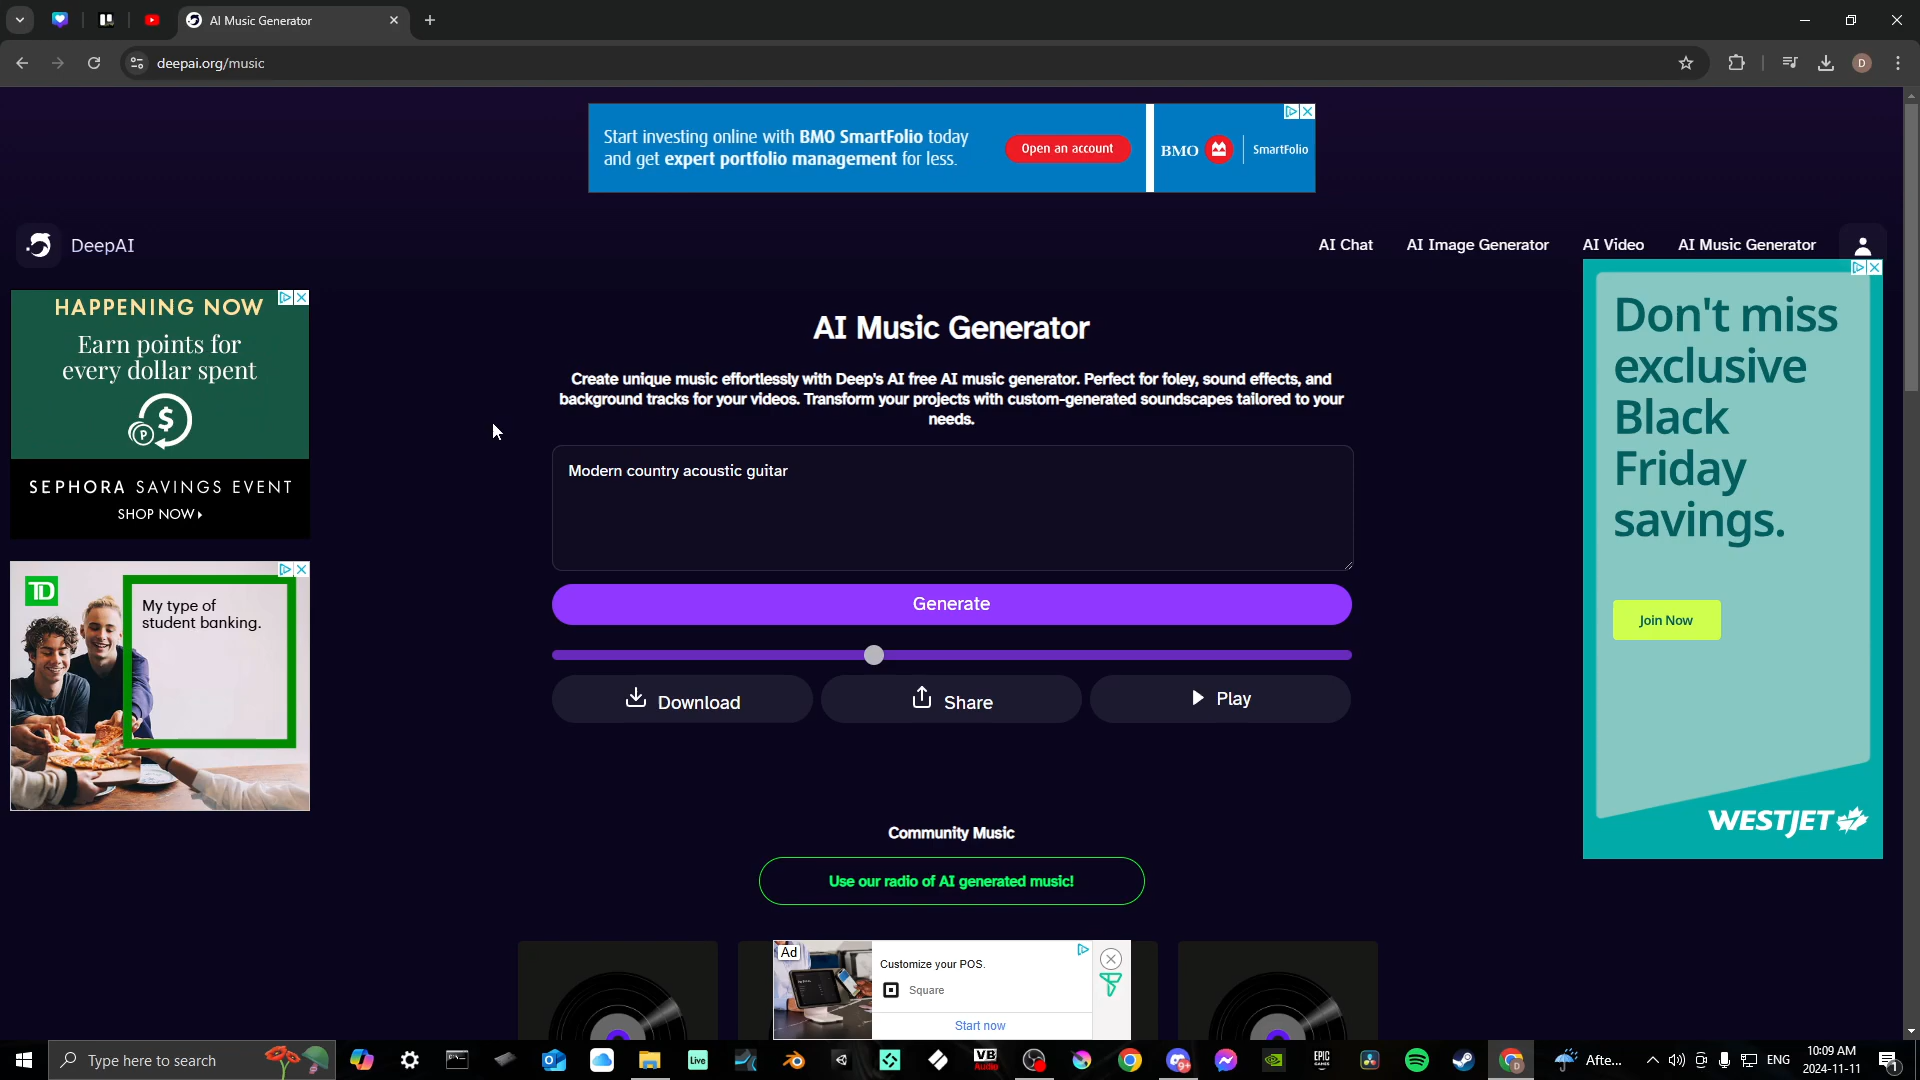 AI Music Generator
deepai.org/music
D
Start investing online with BMO SmartFolio today
and get expert portfolio management for less.
Open an account
BMO
SmartFolio
DeepAI
AI Chat
AI Image Generator
AI Video
AI Music Generator
HAPPENING NOW
Earn points for
every dollar spent
$
P
SEPHORA SAVINGS EVENT
SHOP NOW
TD
My type of
student banking.
AI Music Generator
Create unique music effortlessly with Deep's AI free AI music generator. Perfect for foley, sound effects, and
background tracks for your videos. Transform your projects with custom-generated soundscapes tailored to your
needs.
Modern country acoustic guitar
Generate
Download
Share
Play
Community Music
Use our radio of AI generated music!
Ad
Customize your POS.
Square
Start now
Don't miss
exclusive
Black
Friday
savings.
Join Now
WESTJET
Type here to search
Live
VB
Audio
9+
EPIC
GAMES
D
Afte...
ENG
10:09 AM
2024-11-11
1